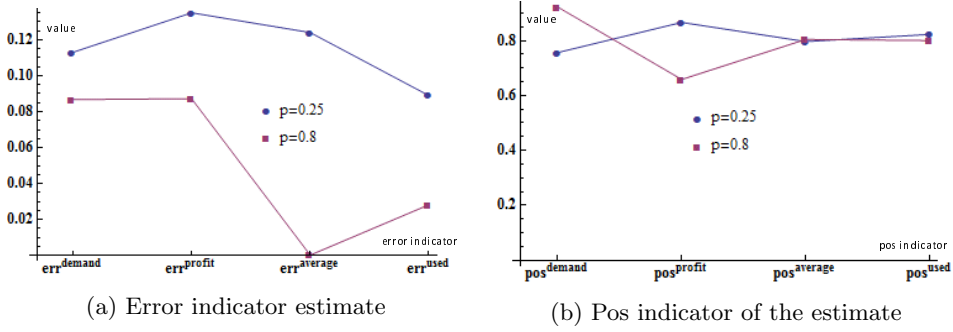 value
0.12
0.10
0.08
0.06
0.04
0.02
p=0.25
p=0.8
error indicator
err^demand err^profit err^average err^used
(a) Error indicator estimate
value
0.8
0.6
0.4
0.2
p=0.25
p=0.8
pos indicator
pos^demand pos^profit pos^average pos^used
(b) Pos indicator of the estimate